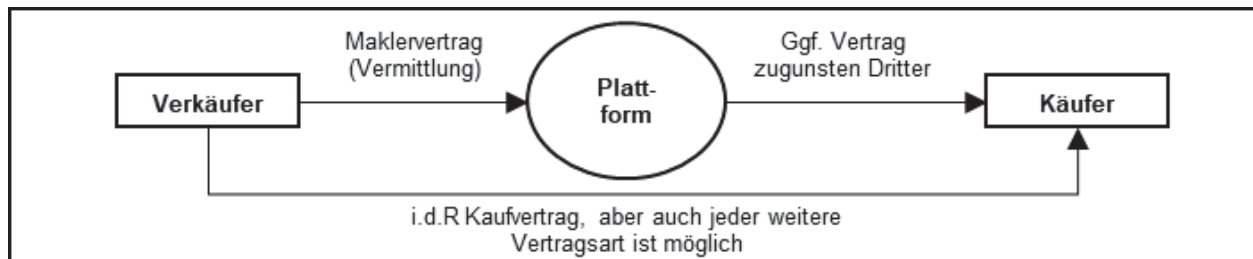 Maklervertrag
(Vermittlung)
Ggf. Vertrag
zugunsten Dritter
Verkäufer
Platt-
form
Käufer
i.d.R Kaufvertrag, aber auch jeder weitere
Vertragsart ist möglich